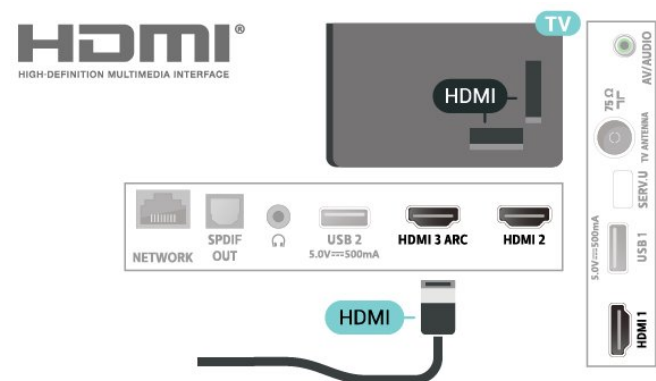 HDMI®
HIGH-DEFINITION MULTIMEDIA INTERFACE
TV
HDMI
NETWORK
SPDIF
OUT
USB 2
5.0V⎓500mA
HDMI 3 ARC
HDMI 2
HDMI
AV/AUDIO
75 Ω
TV ANTENNA
SERV.U
USB 1
5.0V⎓500mA
HDMI 1